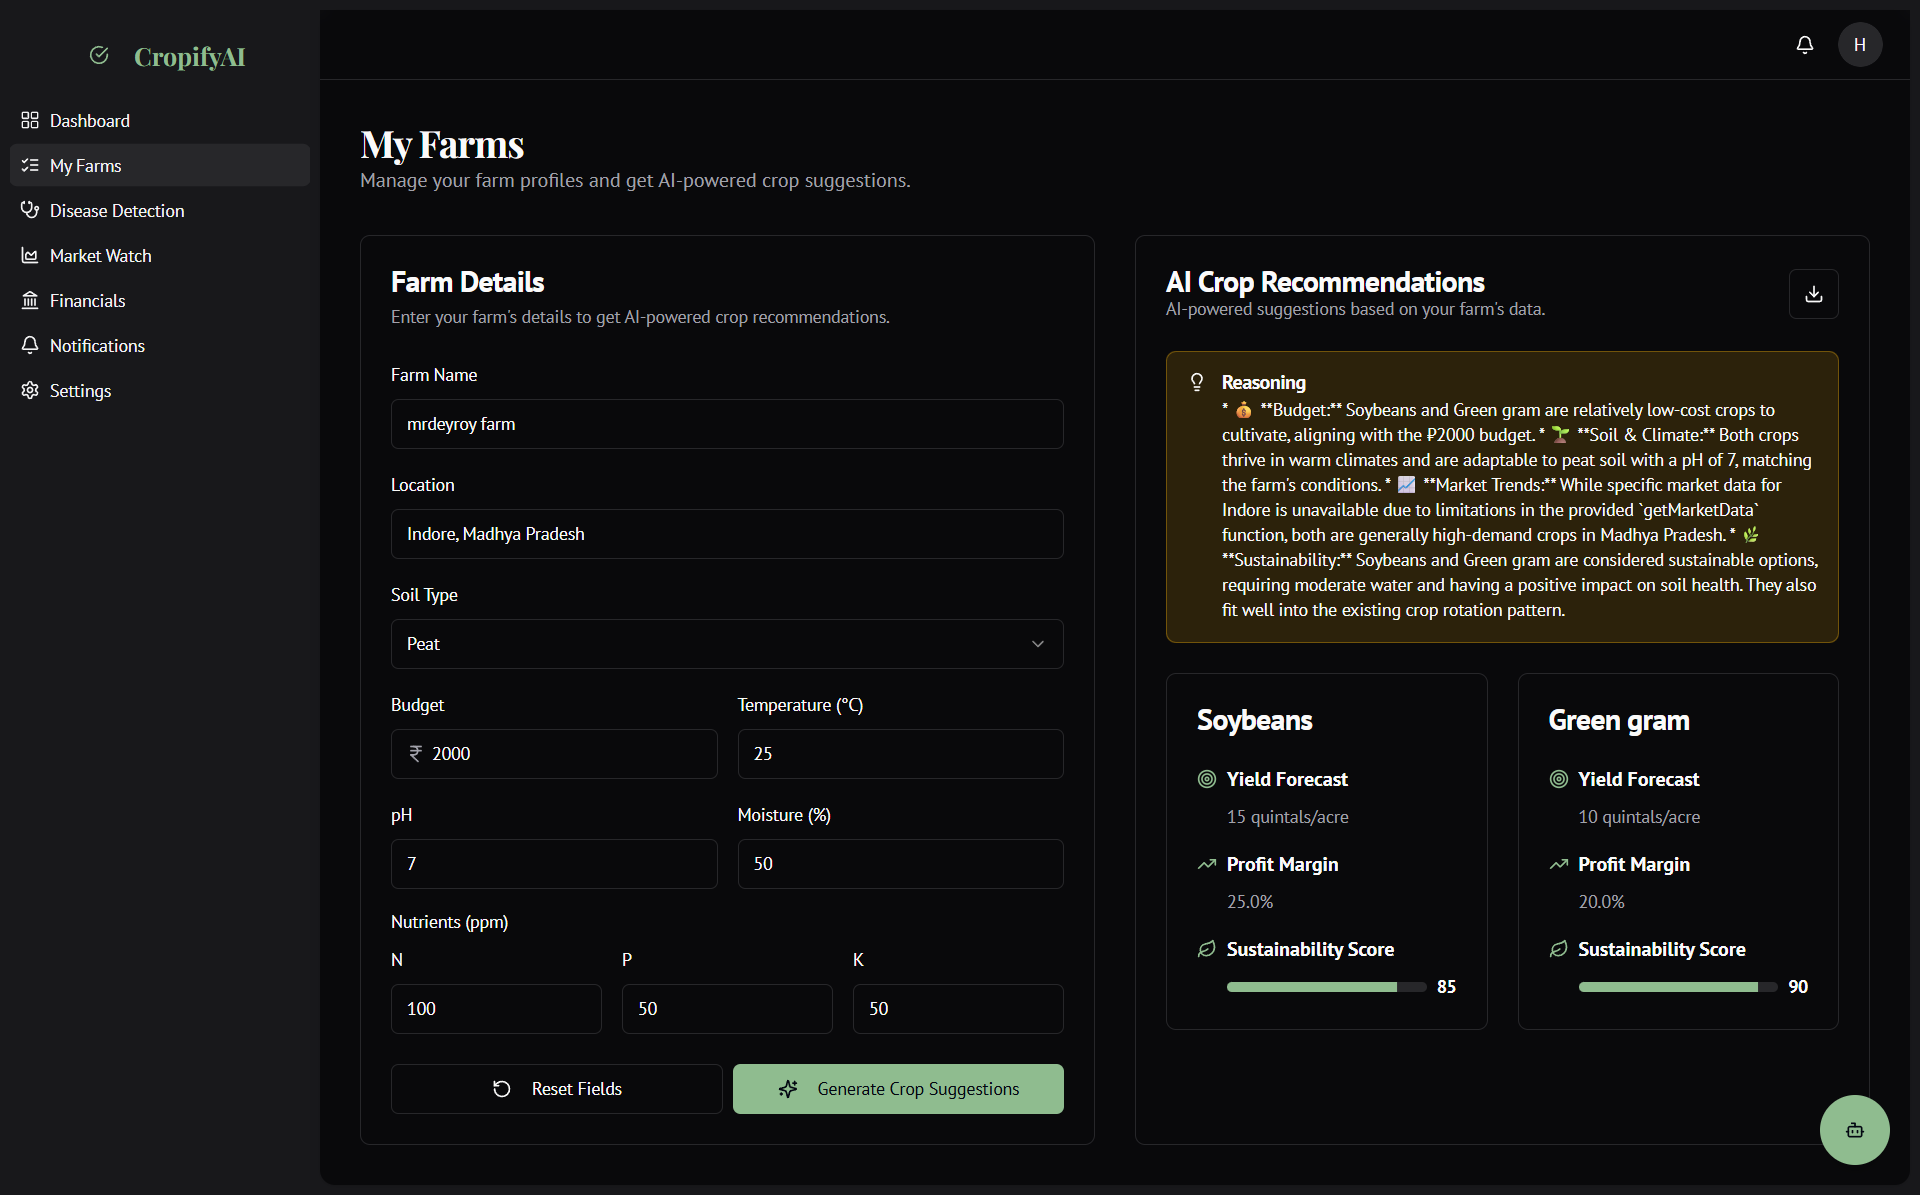 CropifyAI
Dashboard
My Farms
Disease Detection
Market Watch
Financials
Notifications
Settings
H
My Farms
Manage your farm profiles and get AI-powered crop suggestions.
Farm Details
Enter your farm's details to get AI-powered crop recommendations.
Farm Name
mrdeyroy farm
Location
Indore, Madhya Pradesh
Soil Type
Peat
Budget
Temperature (°C)
₹ 2000
25
pH
Moisture (%)
7
50
Nutrients (ppm)
N
P
K
100
50
50
Reset Fields
Generate Crop Suggestions
AI Crop Recommendations
AI-powered suggestions based on your farm's data.
Reasoning
* 💰 **Budget:** Soybeans and Green gram are relatively low-cost crops to
cultivate, aligning with the ₽2000 budget. * 🌱 **Soil & Climate:** Both crops
thrive in warm climates and are adaptable to peat soil with a pH of 7, matching
the farm's conditions. * 📈 **Market Trends:** While specific market data for
Indore is unavailable due to limitations in the provided `getMarketData`
function, both are generally high-demand crops in Madhya Pradesh. * 🌿
**Sustainability:** Soybeans and Green gram are considered sustainable options,
requiring moderate water and having a positive impact on soil health. They also
fit well into the existing crop rotation pattern.
Soybeans
Yield Forecast
15 quintals/acre
Profit Margin
25.0%
Sustainability Score
85
Green gram
Yield Forecast
10 quintals/acre
Profit Margin
20.0%
Sustainability Score
90